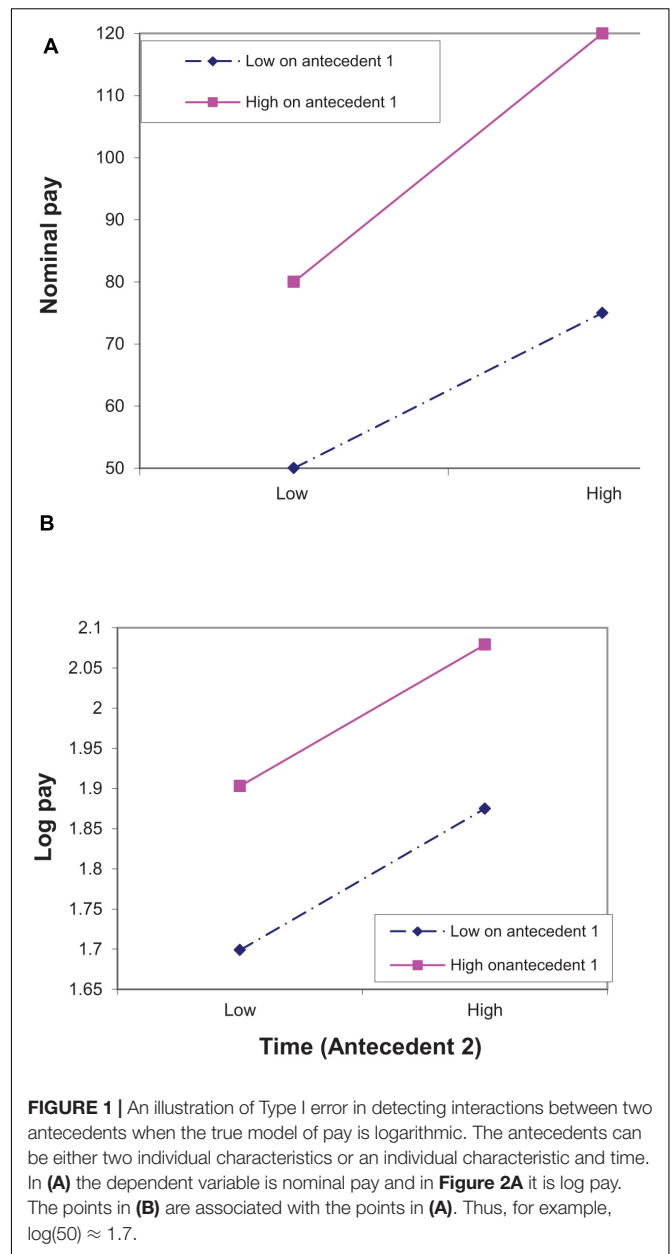 A
120
110
100
90
80
70
60
50
Nominal pay
Low on antecedent 1
High on antecedent 1
Low
High
B
2.1
2.05
2
1.95
1.9
1.85
1.8
1.75
1.7
1.65
Log pay
Low on antecedent 1
High onantecedent 1
Low
High
Time (Antecedent 2)
FIGURE 1 | An illustration of Type I error in detecting interactions between two
antecedents when the true model of pay is logarithmic. The antecedents can
be either two individual characteristics or an individual characteristic and time.
In (A) the dependent variable is nominal pay and in Figure 2A it is log pay.
The points in (B) are associated with the points in (A). Thus, for example,
log(50) ≈ 1.7.